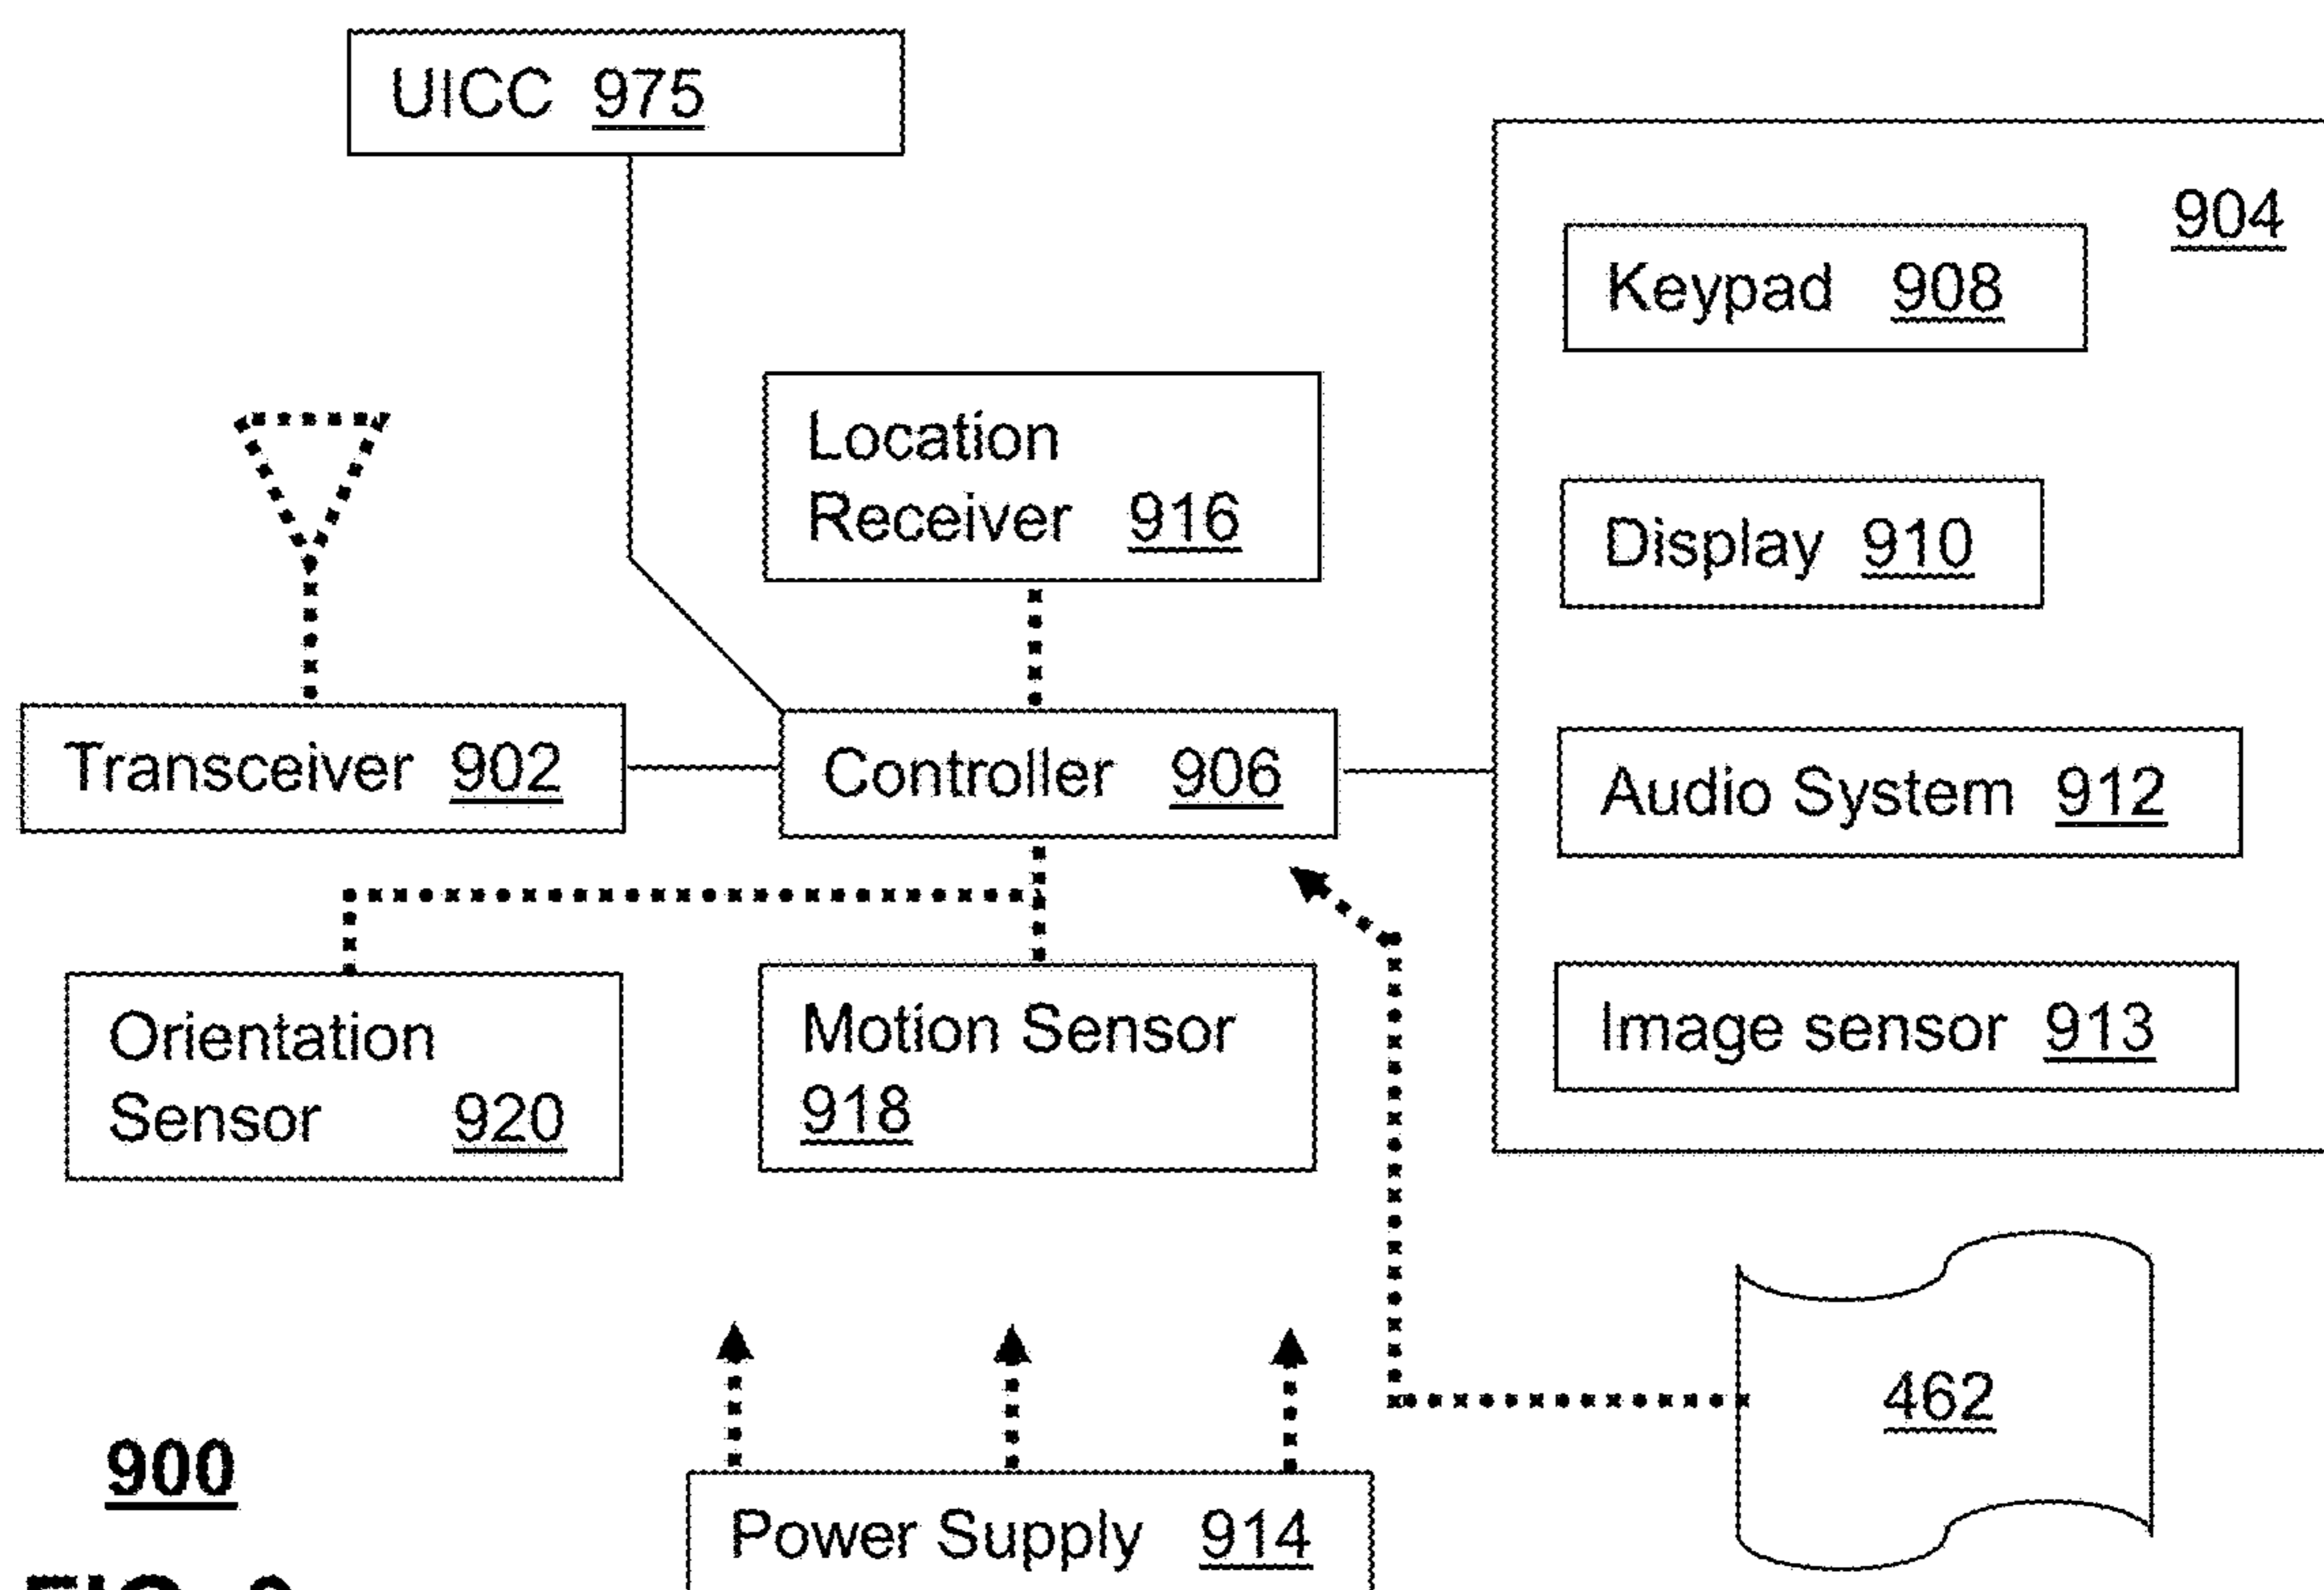 UICC 975
904
Keypad 908
Location
Receiver 916
Display 910
Transceiver 902
Controller 906
Audio System 912
Orientation
Sensor 920
Motion Sensor
918
Image sensor 913
462
900
Power Supply 914